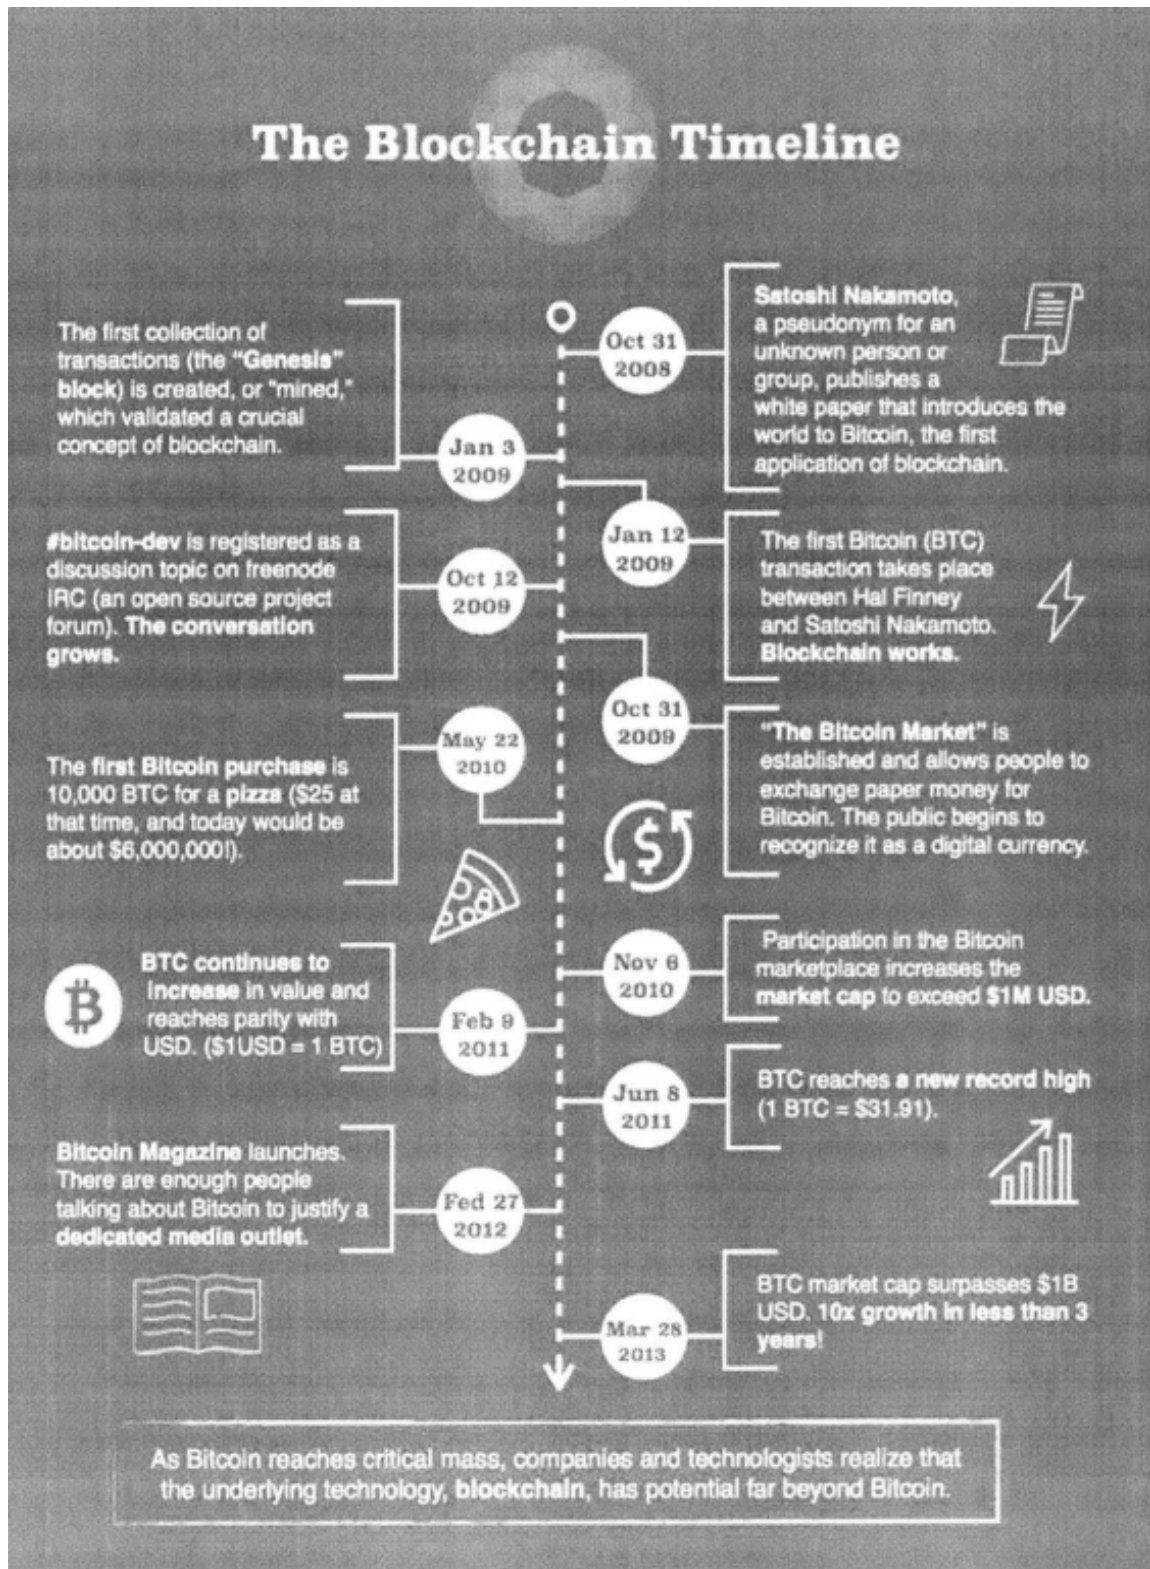 The Blockchain Timeline
Oct 31
2008
Satoshi Nakamoto,
a pseudonym for an
unknown person or
group, publishes a
white paper that introduces the
world to Bitcoin, the first
application of blockchain.
The first collection of
transactions (the “Genesis”
block) is created, or “mined,”
which validated a crucial
concept of blockchain.
Jan 3
2009
Jan 12
2009
The first Bitcoin (BTC)
transaction takes place
between Hal Finney
and Satoshi Nakamoto.
Blockchain works.
#bitcoin-dev is registered as a
discussion topic on freenode
IRC (an open source project
forum). The conversation
grows.
Oct 12
2009
Oct 31
2009
“The Bitcoin Market” is
established and allows people to
exchange paper money for
Bitcoin. The public begins to
recognize it as a digital currency.
The first Bitcoin purchase is
10,000 BTC for a pizza ($25 at
that time, and today would be
about $6,000,000!).
May 22
2010
$
Nov 6
2010
Participation in the Bitcoin
marketplace increases the
market cap to exceed $1M USD.
BTC continues to
increase in value and
reaches parity with
USD. ($1USD = 1 BTC)
Feb 9
2011
Jun 8
2011
BTC reaches a new record high
(1 BTC = $31.91).
Bitcoin Magazine launches.
There are enough people
talking about Bitcoin to justify a
dedicated media outlet.
Fed 27
2012
Mar 28
2013
BTC market cap surpasses $1B
USD. 10x growth in less than 3
years!
As Bitcoin reaches critical mass, companies and technologists realize that
the underlying technology, blockchain, has potential far beyond Bitcoin.